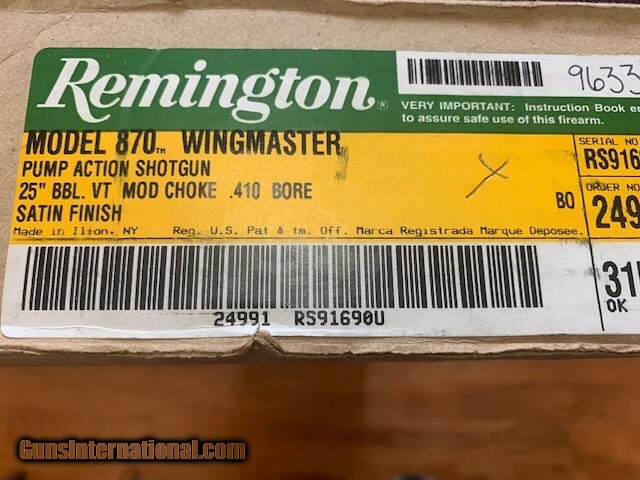 Remington®
9633
VERY IMPORTANT: Instruction Book en
to assure safe use of this firearm.
MODEL 870 TM WINGMASTER
PUMP ACTION SHOTGUN
25" BBL. VT MOD CHOKE .410 BORE
SATIN FINISH
BO
Made in Ilion, NY Reg. U.S. Pat & tm. Off. Marca Registrada Marque Deposee.
SERIAL NO
RS916
ORDER NO
249
24991 RS91690U
OK
GunsInternational.com